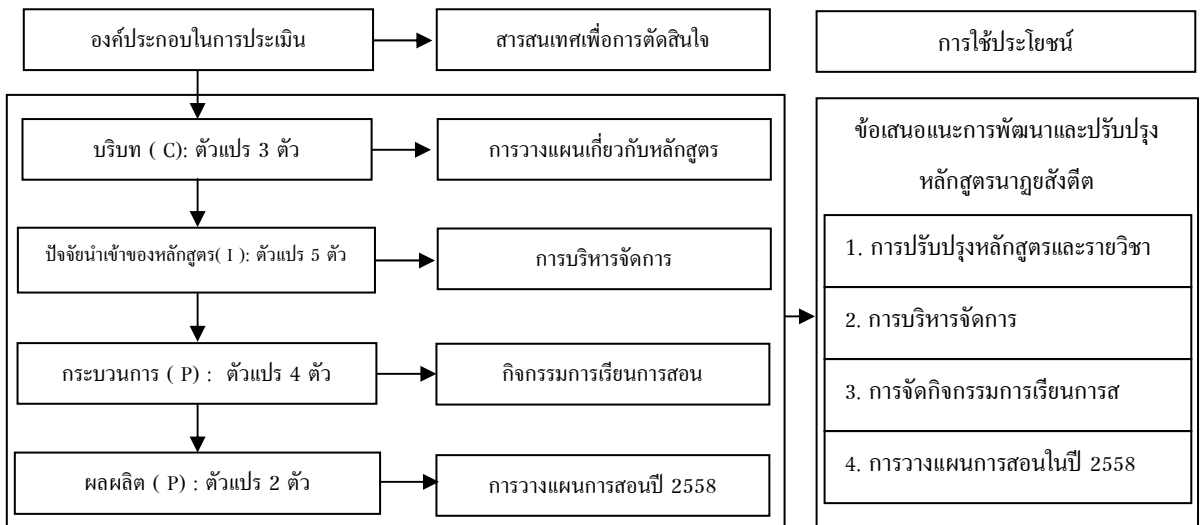 องค์ประกอบในการประเมิน
สารสนเทศเพื่อการตัดสินใจ
การใช้ประโยชน์
บริบท ( C): ตัวแปร 3 ตัว
การวางแผนเกี่ยวกับหลักสูตร
ปัจจัยนำเข้าของหลักสูตร( I ): ตัวแปร 5 ตัว
การบริหารจัดการ
กระบวนการ ( P) : ตัวแปร 4 ตัว
กิจกรรมการเรียนการสอน
ผลผลิต ( P) : ตัวแปร 2 ตัว
การวางแผนการสอนปี 2558
ข้อเสนอแนะการพัฒนาและปรับปรุง
หลักสูตรนาฏยสังตีต
1. การปรับปรุงหลักสูตรและรายวิชา
2. การบริหารจัดการ
3. การจัดกิจกรรมการเรียนการส
4. การวางแผนการสอนในปี 2558